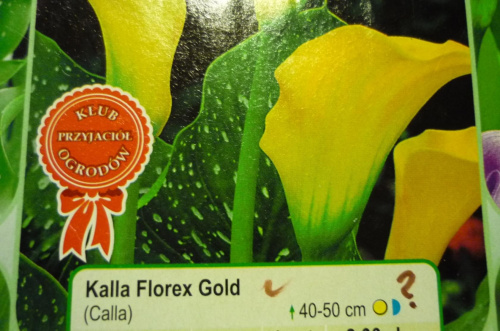 KLUB
PRZYJACIÓŁ
OGRODÓW
Kalla Florex Gold
(Calla)
40-50 cm
?